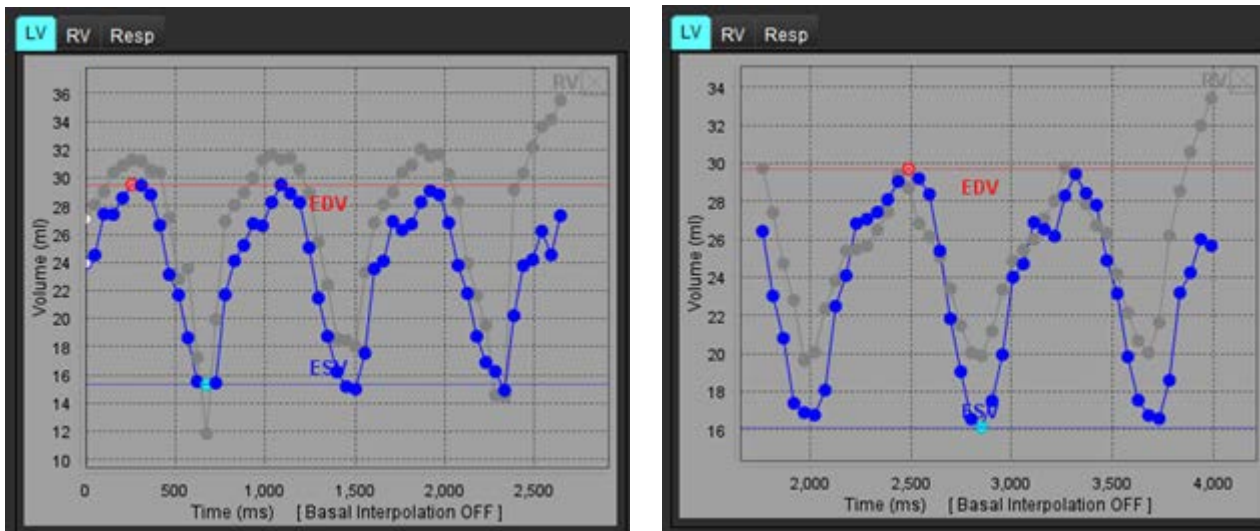 LV RV Resp
RV
36
34
32
30
28
26
24
22
20
18
16
14
12
10
Volume (ml)
EDV
ESV
0 500 1,000 1,500 2,000 2,500
Time (ms) [ Basal Interpolation OFF ]
LV RV Resp
RV
34
32
30
28
26
24
22
20
18
16
Volume (ml)
EDV
ESV
2,000 2,500 3,000 3,500 4,000
Time (ms) [ Basal Interpolation OFF ]